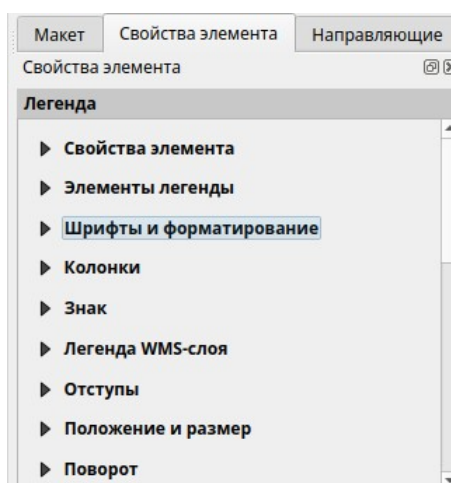 Макет Свойства элемента Направляющие
Свойства элемента
Легенда
Свойства элемента
Элементы легенды
Шрифты и форматирование
Колонки
Знак
Легенда WMS-слоя
Отступы
Положение и размер
Поворот